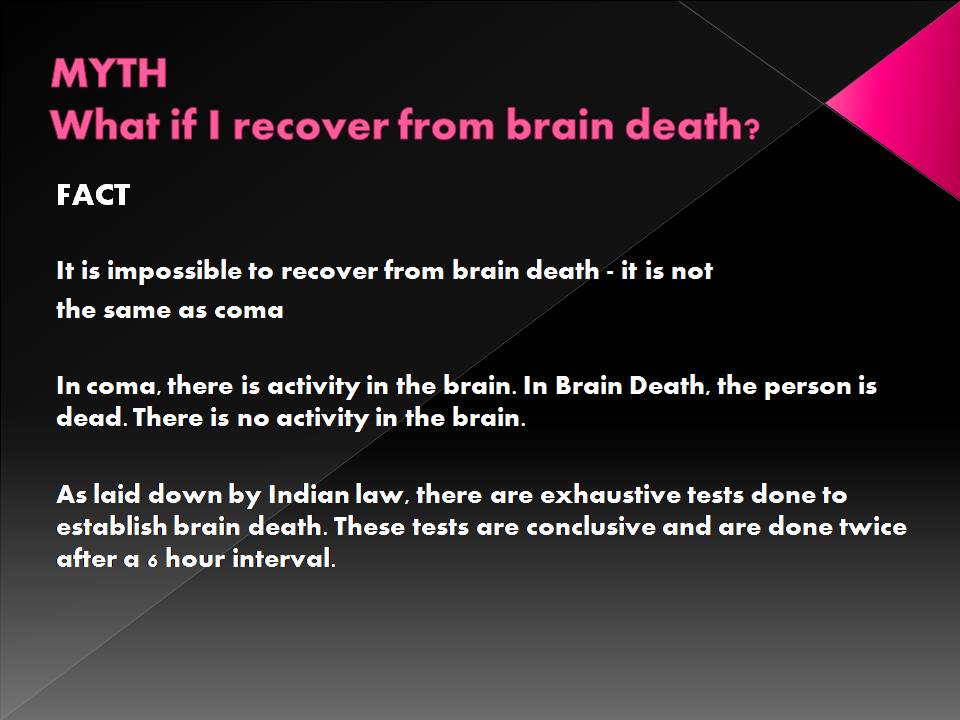 MYTH
What if I recover from brain death?
FACT
It is impossible to recover from brain death - it is not
the same as coma
In coma, there is activity in the brain. In Brain Death, the person is
dead. There is no activity in the brain.
As laid down by Indian law, there are exhaustive tests done to
establish brain death. These tests are conclusive and are done twice
after a 6 hour interval.